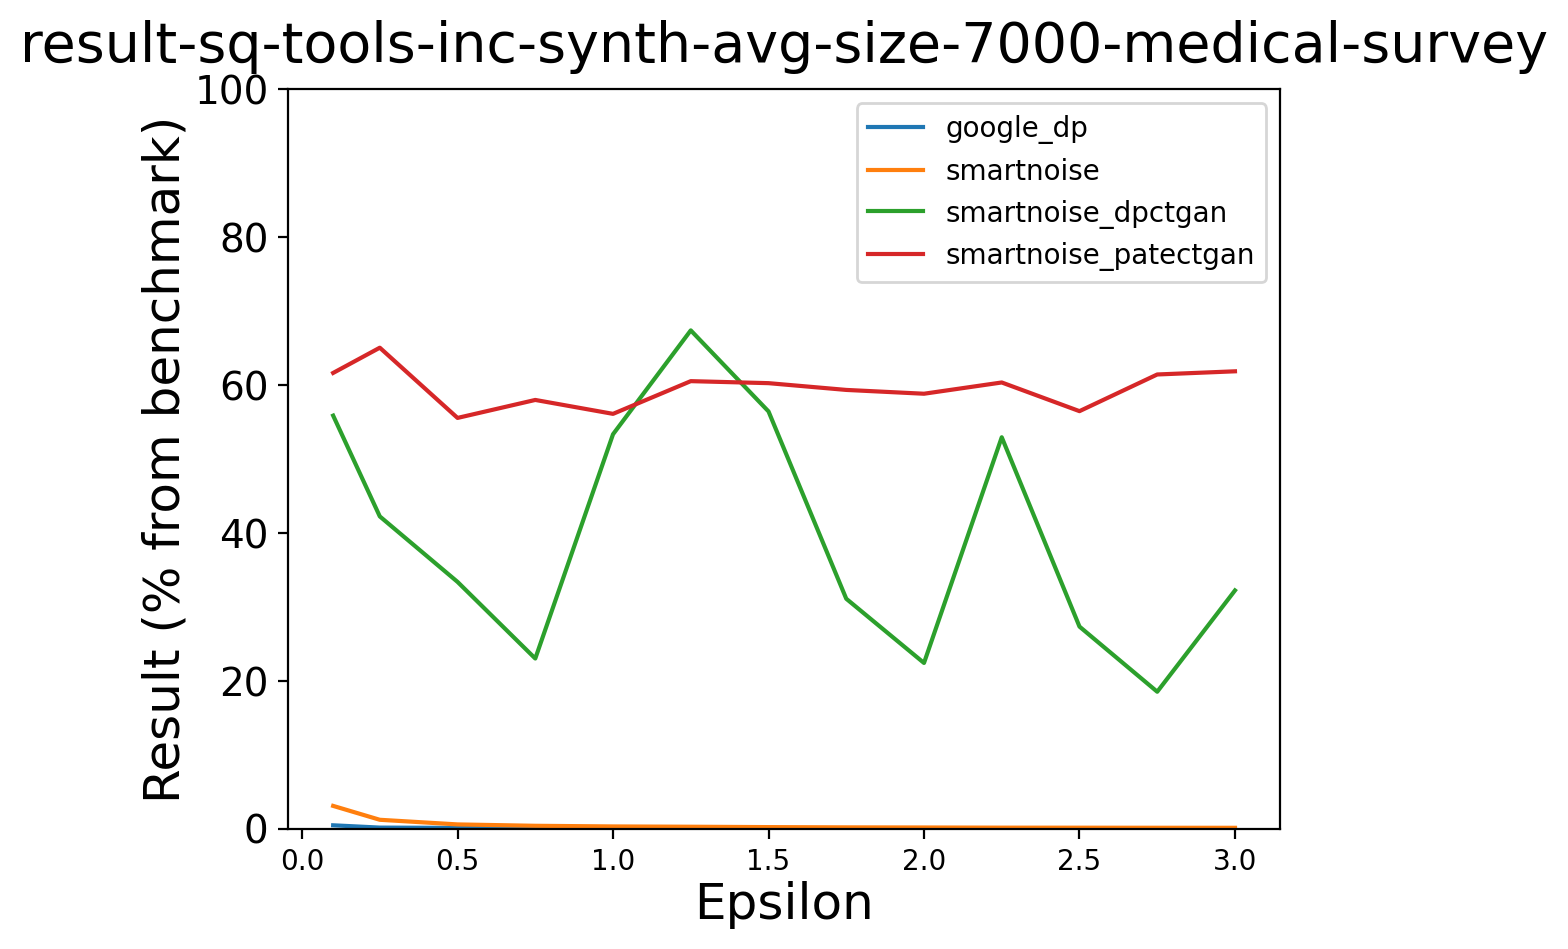 result-sq-tools-inc-synth-avg-size-7000-medical-survey
Result (% from benchmark)
100
80
60
40
20
0
google_dp
smartnoise
smartnoise_dpctgan
smartnoise_patectgan
0.0 0.5 1.0 1.5 2.0 2.5 3.0
Epsilon